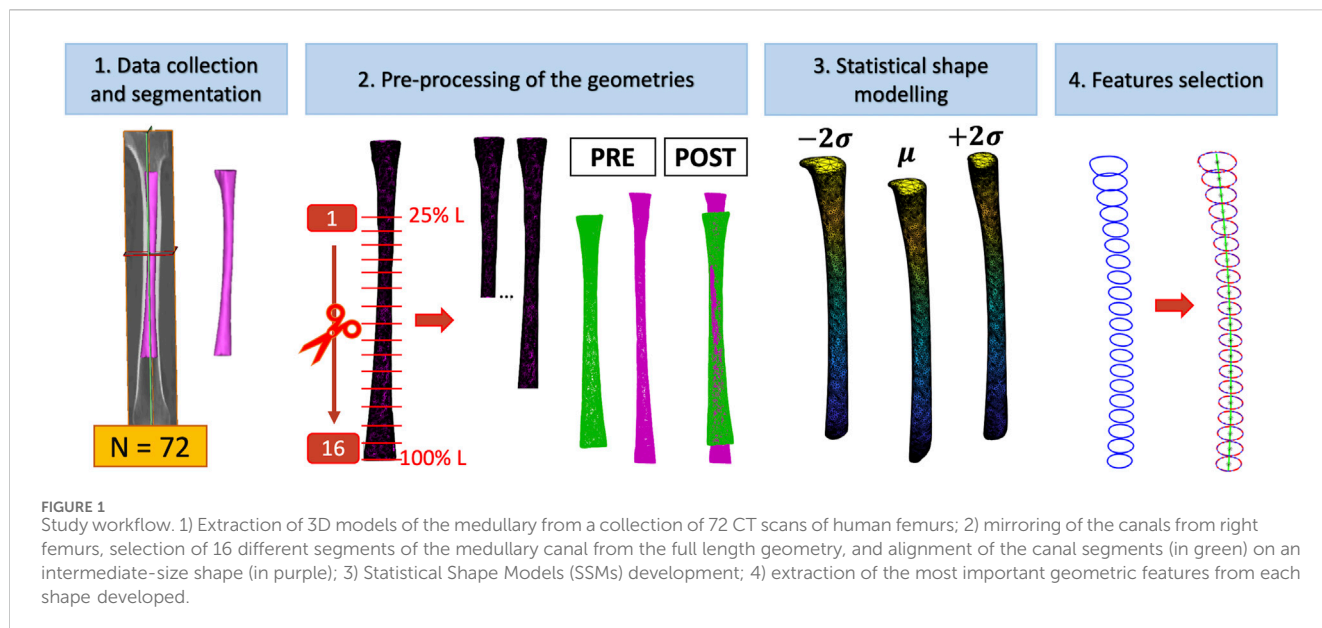 1. Data collection
and segmentation
2. Pre-processing of the geometries
3. Statistical shape
modelling
4. Features selection
PRE
POST
−2σ
μ
+2σ
1
25% L
...
16
100% L
N = 72
FIGURE 1
Study workflow. 1) Extraction of 3D models of the medullary from a collection of 72 CT scans of human femurs; 2) mirroring of the canals from right
femurs, selection of 16 different segments of the medullary canal from the full length geometry, and alignment of the canal segments (in green) on an
intermediate-size shape (in purple); 3) Statistical Shape Models (SSMs) development; 4) extraction of the most important geometric features from each
shape developed.